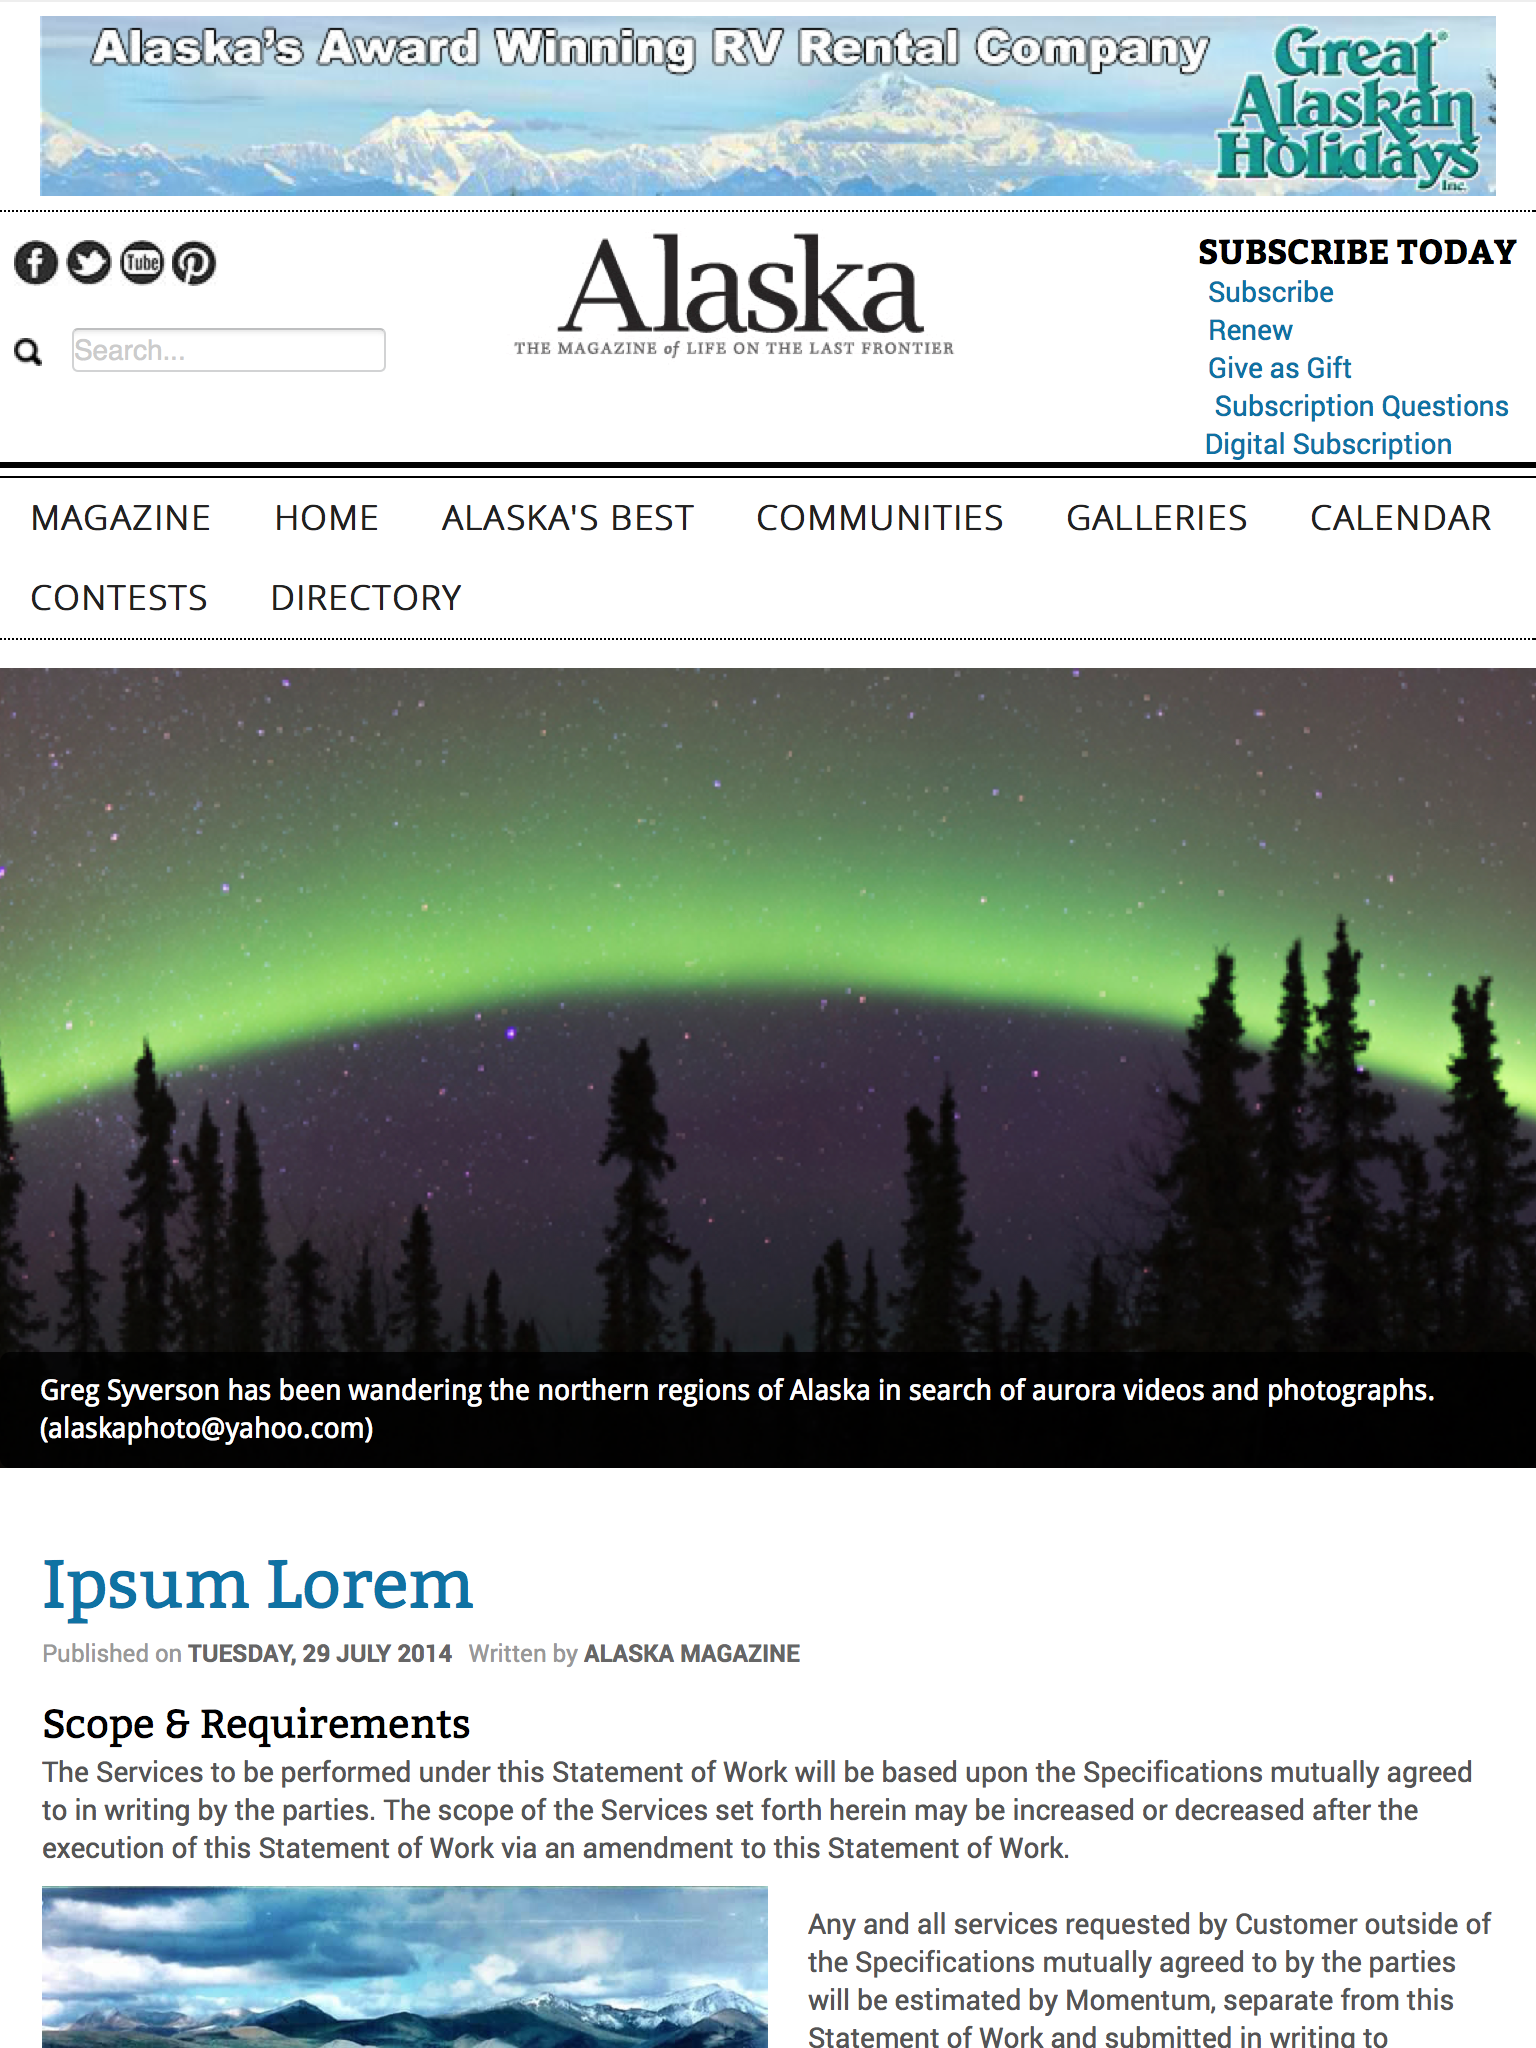 Alaska's Award Winning RV Rental Company
Great
Alaskan
Holidays
Inc.
Tube
Search...
Alaska
THE MAGAZINE of LIFE ON THE LAST FRONTIER
SUBSCRIBE TODAY
Subscribe
Renew
Give as Gift
Subscription Questions
Digital Subscription
MAGAZINE HOME ALASKA'S BEST COMMUNITIES GALLERIES CALENDAR
CONTESTS DIRECTORY
Greg Syverson has been wandering the northern regions of Alaska in search of aurora videos and photographs.
(alaskaphoto@yahoo.com)
Ipsum Lorem
Published on TUESDAY, 29 JULY 2014 Written by ALASKA MAGAZINE
Scope & Requirements
The Services to be performed under this Statement of Work will be based upon the Specifications mutually agreed
to in writing by the parties. The scope of the Services set forth herein may be increased or decreased after the
execution of this Statement of Work via an amendment to this Statement of Work.
Any and all services requested by Customer outside of
the Specifications mutually agreed to by the parties
will be estimated by Momentum, separate from this
Statement of Work and submitted in writing to